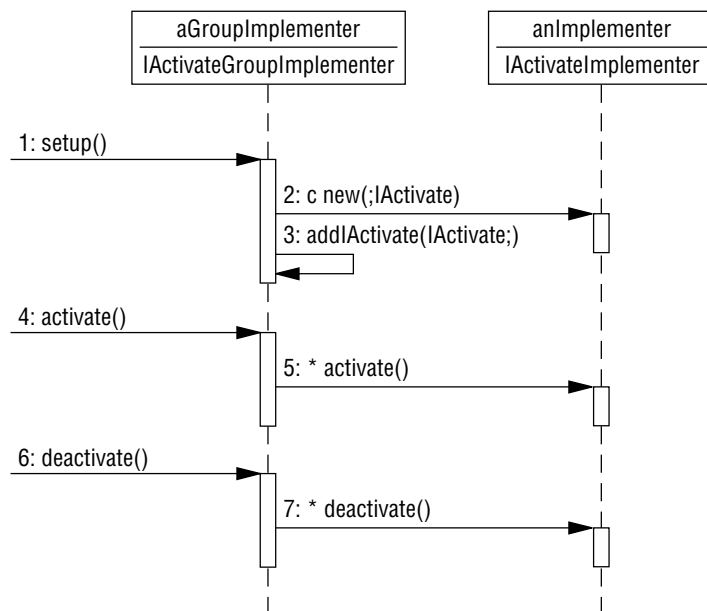 aGroupImplementer
IActivateGroupImplementer
anImplementer
IActivateImplementer
1: setup()
2: c new(;IActivate)
3: addIActivate(IActivate;)
4: activate()
5: * activate()
6: deactivate()
7: * deactivate()